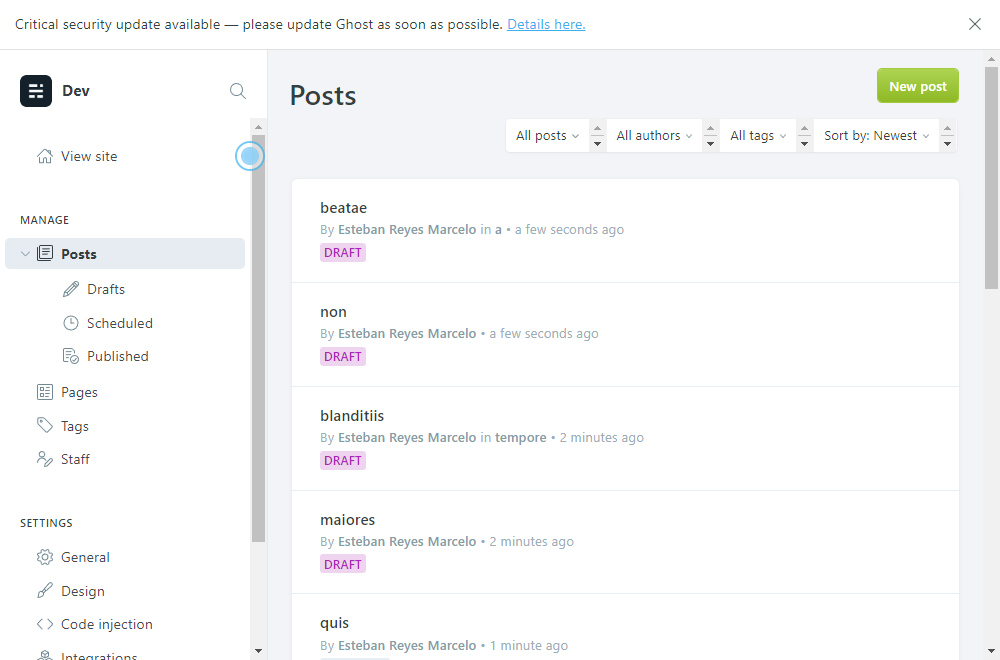 Critical security update available — please update Ghost as soon as possible. Details here.
Dev
View site
MANAGE
Posts
Drafts
Scheduled
Published
Pages
Tags
Staff
SETTINGS
General
Design
Code injection
Integrations
Posts
New post
All posts
All authors
All tags
Sort by: Newest
beatae
By Esteban Reyes Marcelo in a • a few seconds ago
DRAFT
non
By Esteban Reyes Marcelo • a few seconds ago
DRAFT
blanditiis
By Esteban Reyes Marcelo in tempore • 2 minutes ago
DRAFT
maiores
By Esteban Reyes Marcelo • 2 minutes ago
DRAFT
quis
By Esteban Reyes Marcelo • 1 minute ago